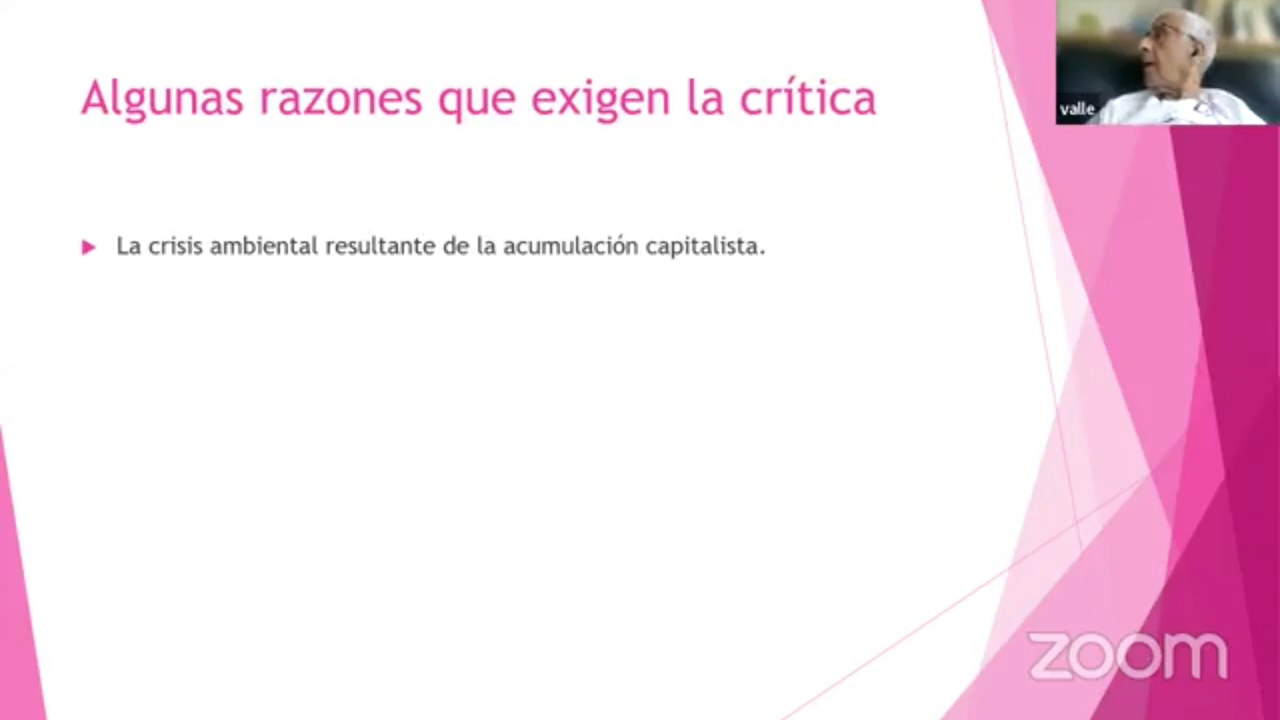 Algunas razones que exigen la crítica
valle
La crisis ambiental resultante de la acumulación capitalista.
zoom